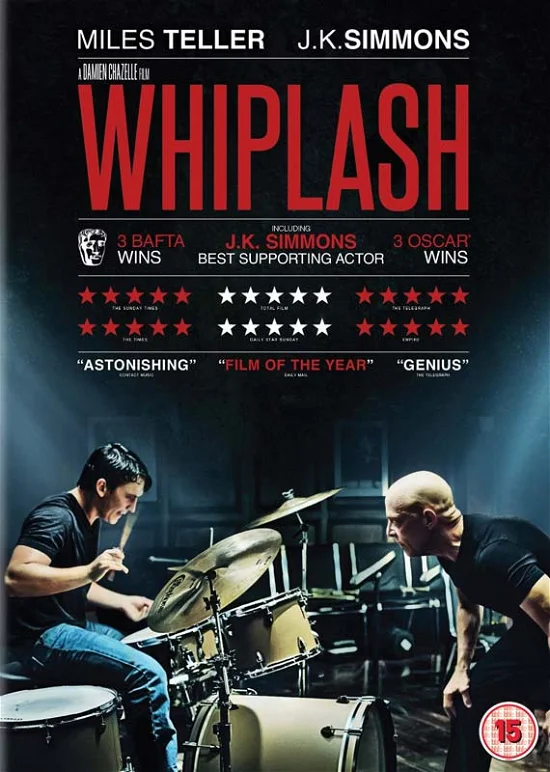 MILES TELLER J.K.SIMMONS
A DAMIEN CHAZELLE FILM
WHIPLASH
INCLUDING
3 BAFTA J.K. SIMMONS 3 OSCAR®
WINS BEST SUPPORTING ACTOR WINS
THE SUNDAY TIMES TOTAL FILM THE TELEGRAPH
THE TIMES DAILY STAR SUNDAY EMPIRE
“ASTONISHING” “FILM OF THE YEAR” “GENIUS”
CONTACT MUSIC DAILY MAIL THE TELEGRAPH
15